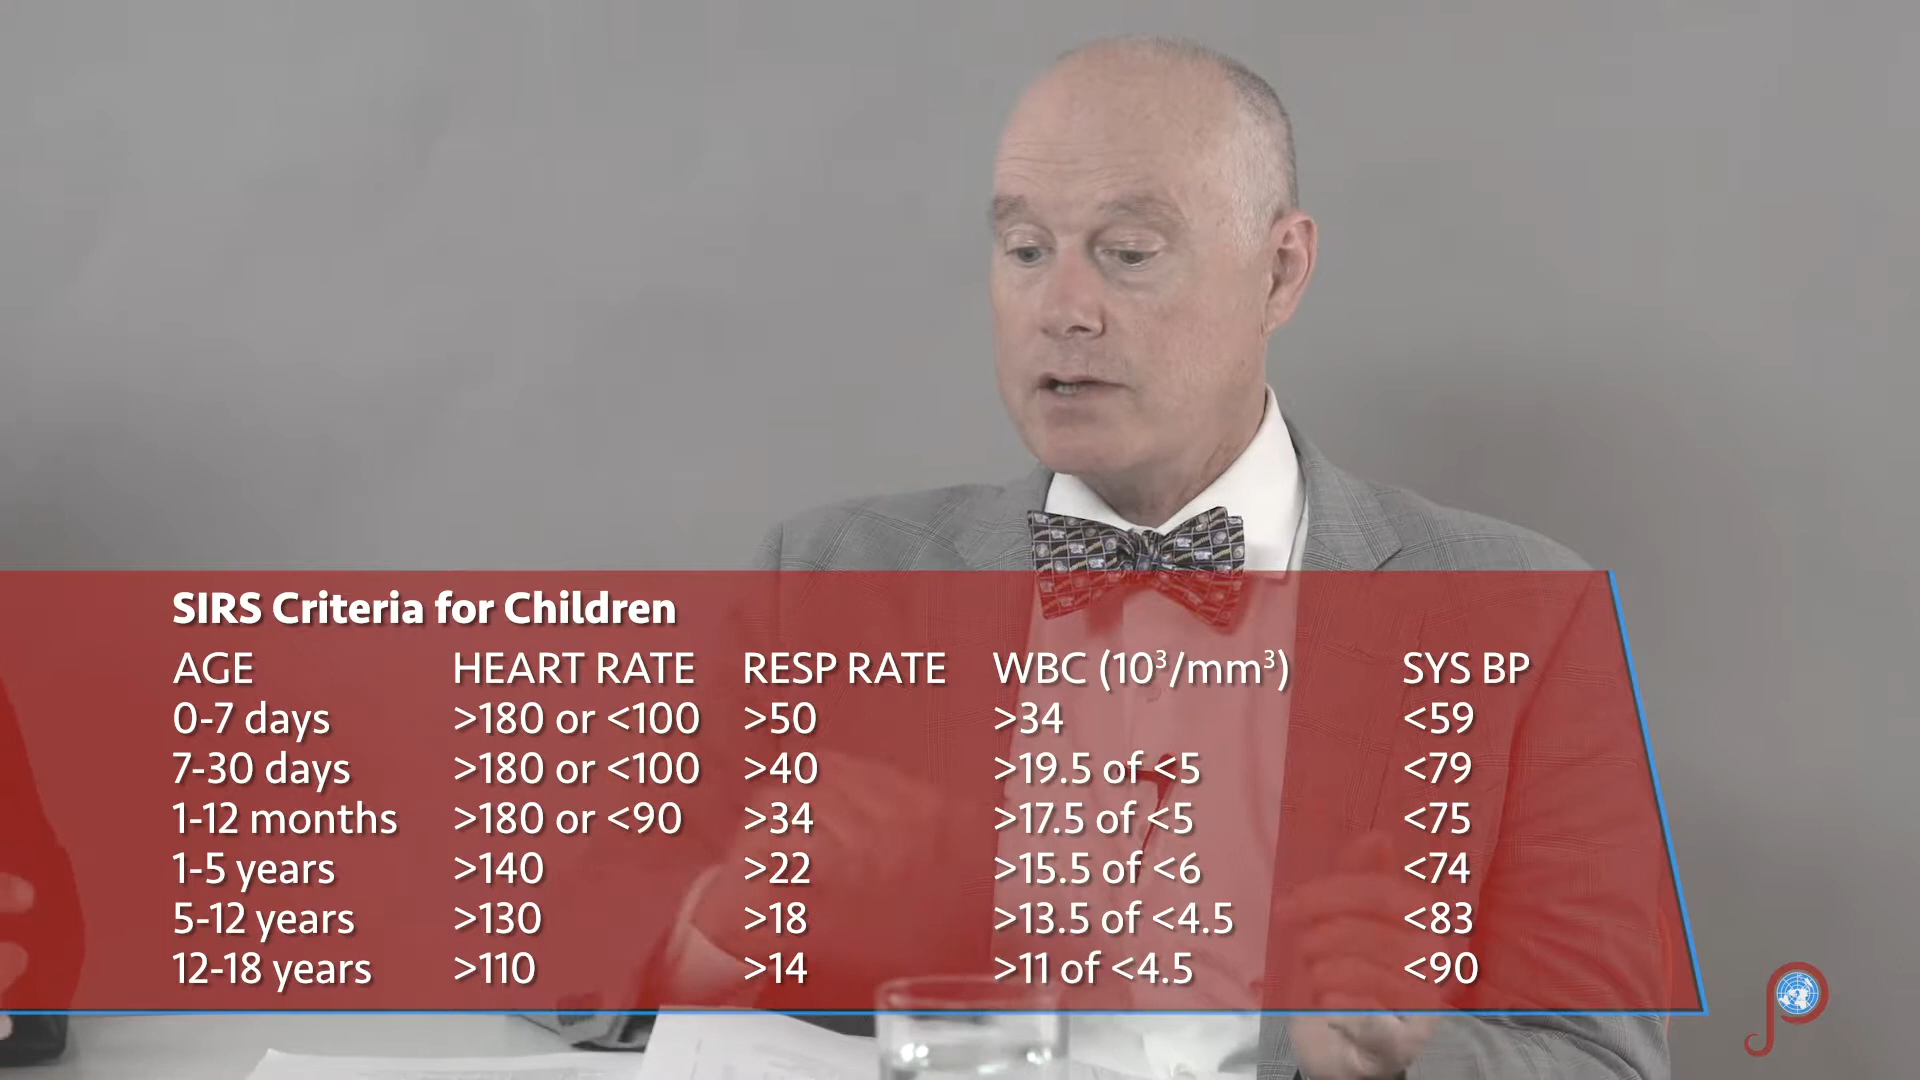 SIRS Criteria for Children
AGE HEART RATE RESP RATE WBC (10³/mm³) SYS BP
0-7 days >180 or <100 >50 >34 <59
7-30 days >180 or <100 >40 >19.5 of <5 <79
1-12 months >180 or <90 >34 >17.5 of <5 <75
1-5 years >140 >22 >15.5 of <6 <74
5-12 years >130 >18 >13.5 of <4.5 <83
12-18 years >110 >14 >11 of <4.5 <90